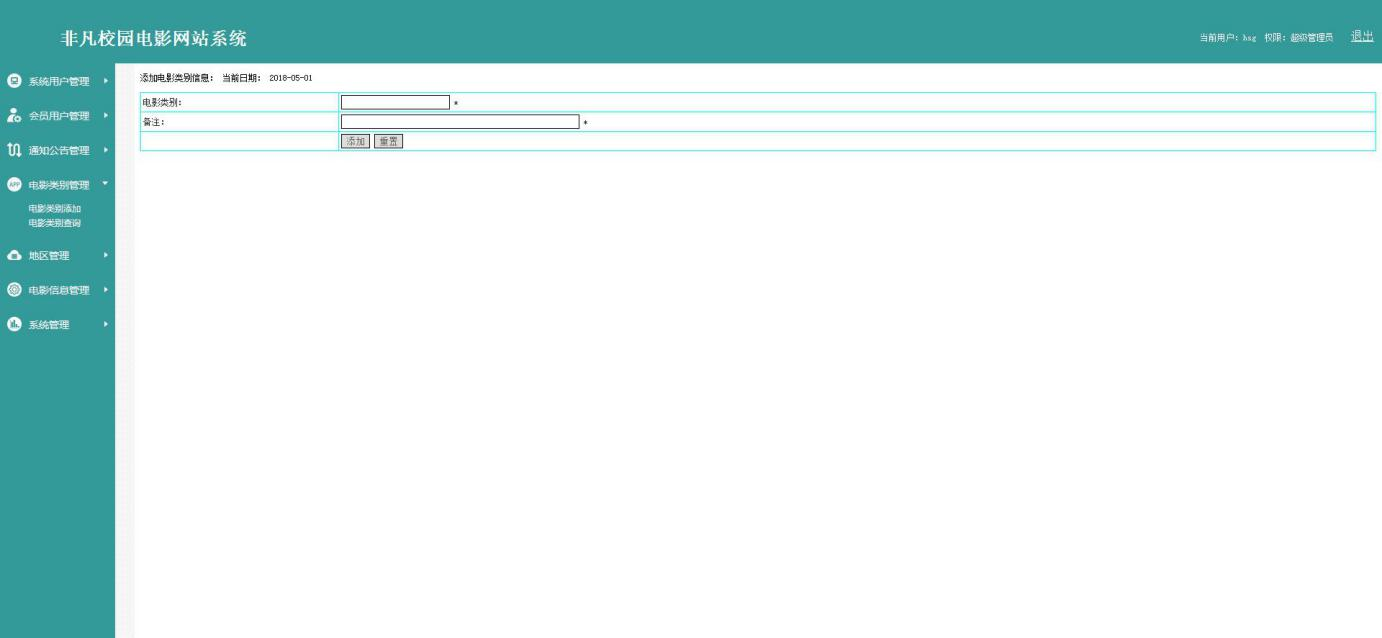 非凡校园电影网站系统
当前用户: hsg 权限: 超级管理员 退出
系统用户管理
会员用户管理
通知公告管理
APP 电影类别管理
电影类别添加
电影类别查询
地区管理
电影信息管理
系统管理
添加电影类别信息: 当前日期: 2018-05-01
电影类别: *
备注: *
添加 重置